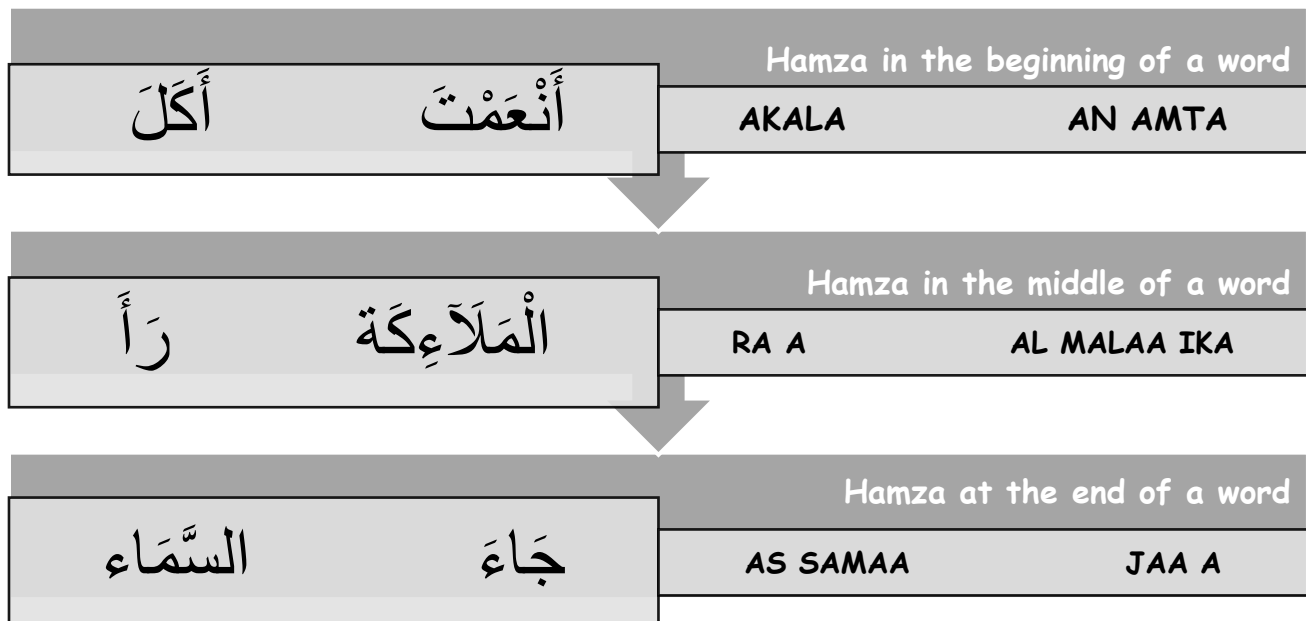 Hamza in the beginning of a word
أَنْعَمْتَ أَكَلَ
AKALA AN AMTA
Hamza in the middle of a word
الْمَلَآءِكَة رَأَ
RA A AL MALAA IKA
Hamza at the end of a word
جَاءَ السَّمَاء
AS SAMAA JAA A